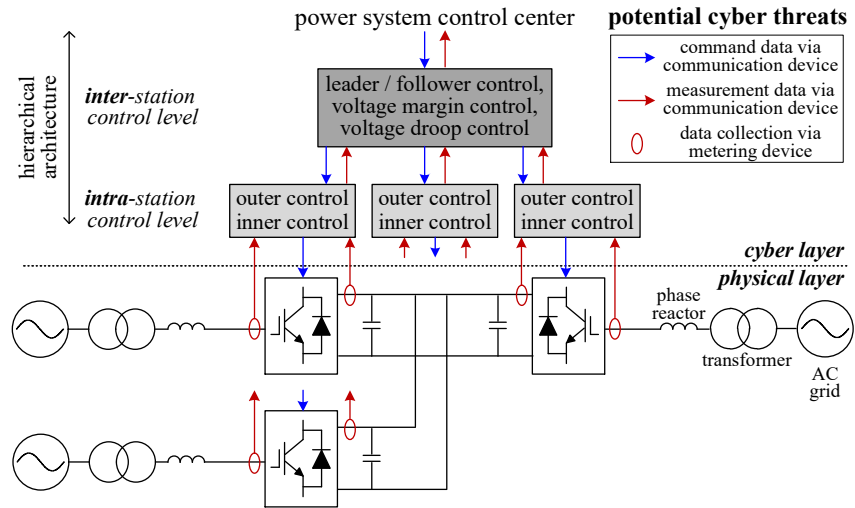 power system control center
potential cyber threats
command data via
communication device
measurement data via
communication device
data collection via
metering device
hierarchical
architecture
inter-station
control level
leader / follower control,
voltage margin control,
voltage droop control
intra-station
control level
outer control
inner control
outer control
inner control
outer control
inner control
cyber layer
physical layer
phase
reactor
transformer
AC
grid